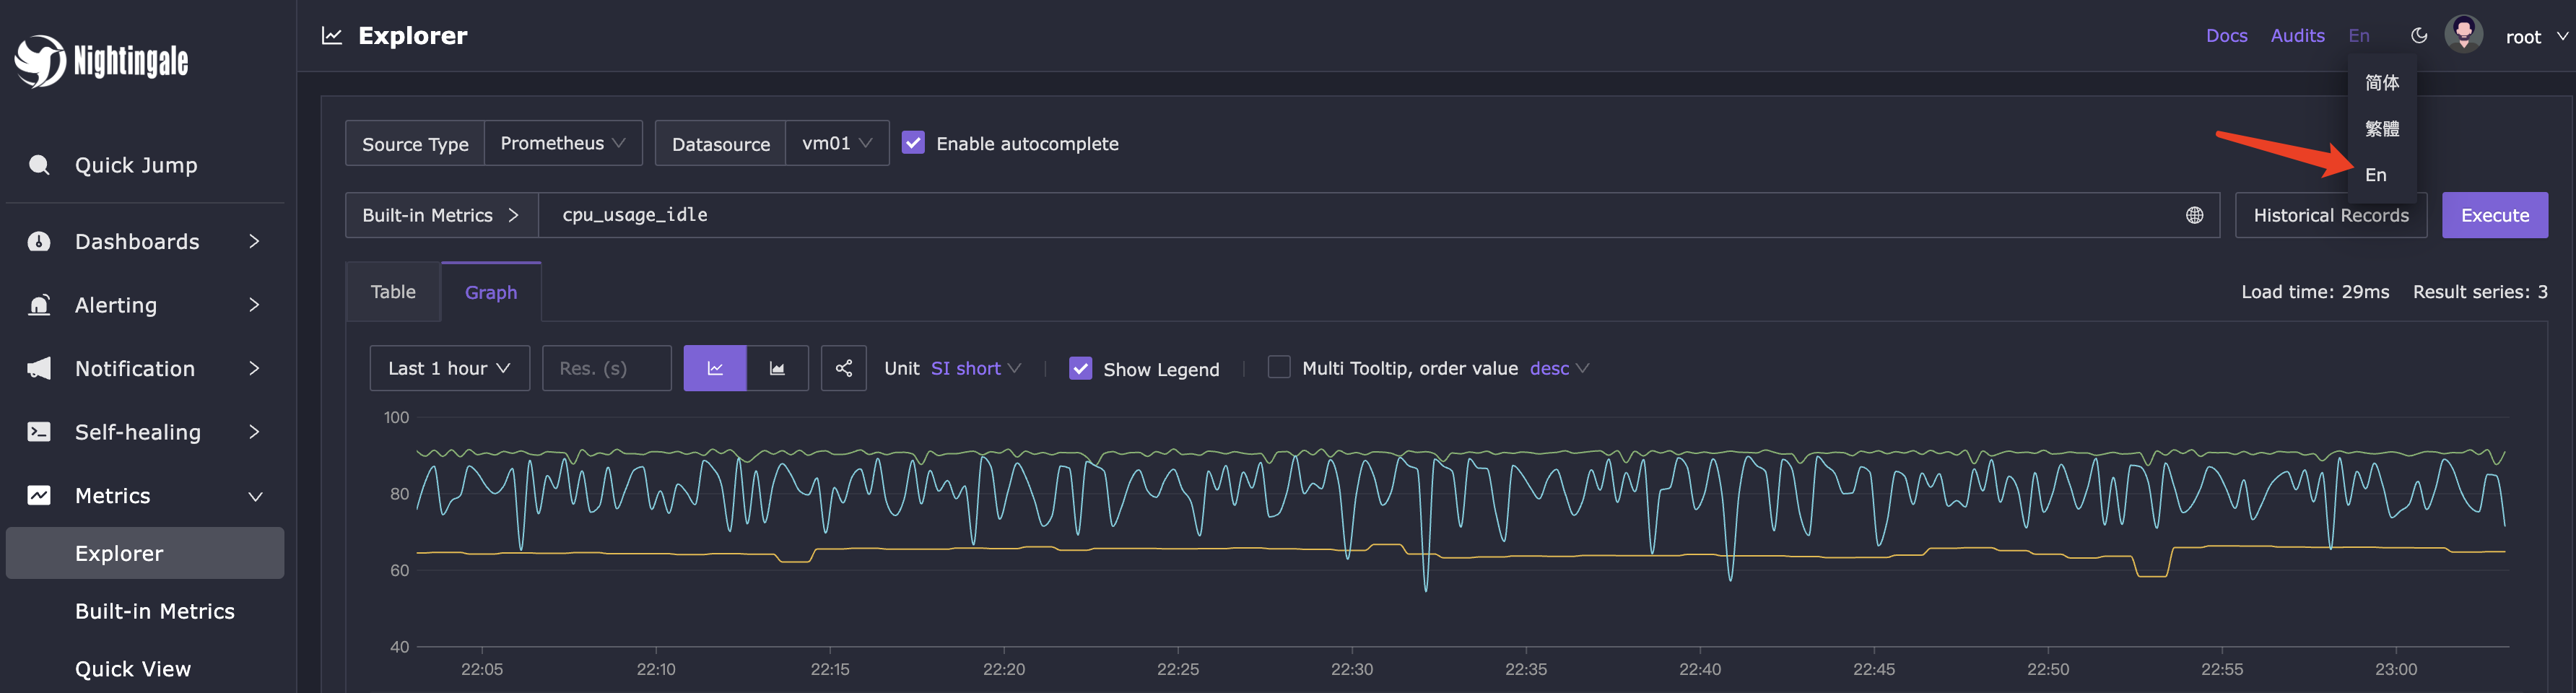 Nightingale
Quick Jump
Dashboards
Alerting
Notification
Self-healing
Metrics
Explorer
Built-in Metrics
Quick View
Explorer
Docs Audits En root
简体
繁體
En
Source Type Prometheus Datasource vm01 Enable autocomplete
Built-in Metrics cpu_usage_idle Historical Records Execute
Table Graph Load time: 29ms Result series: 3
Last 1 hour Res. (s) Unit SI short Show Legend Multi Tooltip, order value desc
100
80
60
40
22:05 22:10 22:15 22:20 22:25 22:30 22:35 22:40 22:45 22:50 22:55 23:00